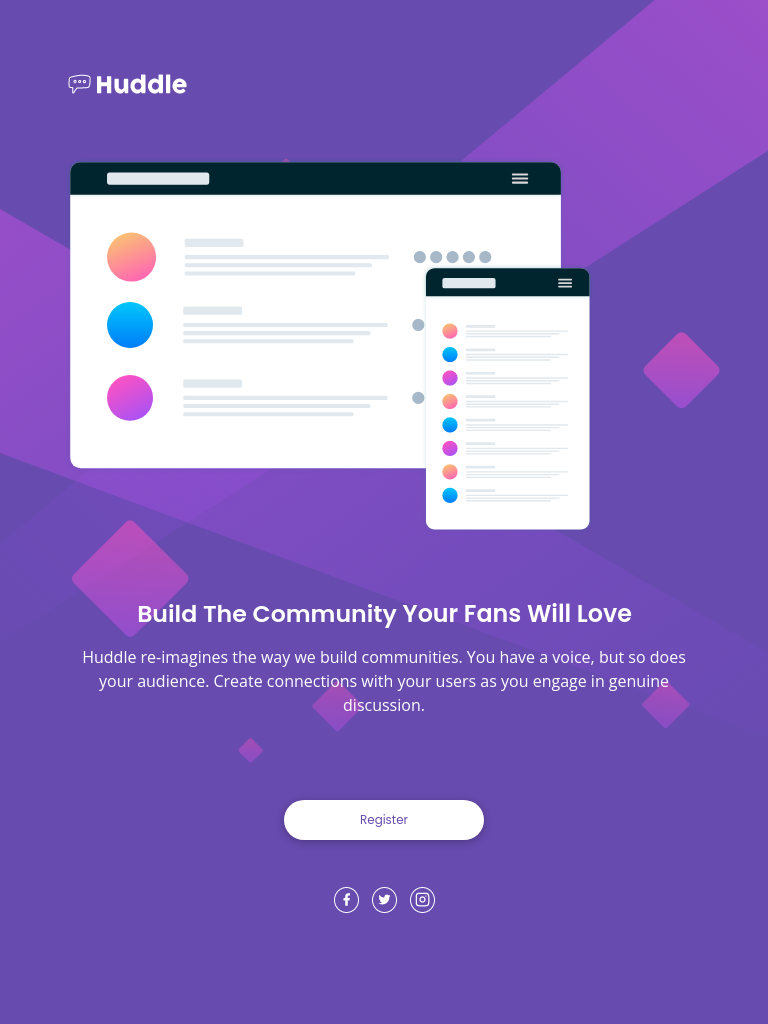 Huddle
Build The Community Your Fans Will Love
Huddle re-imagines the way we build communities. You have a voice, but so does
your audience. Create connections with your users as you engage in genuine
discussion.
Register